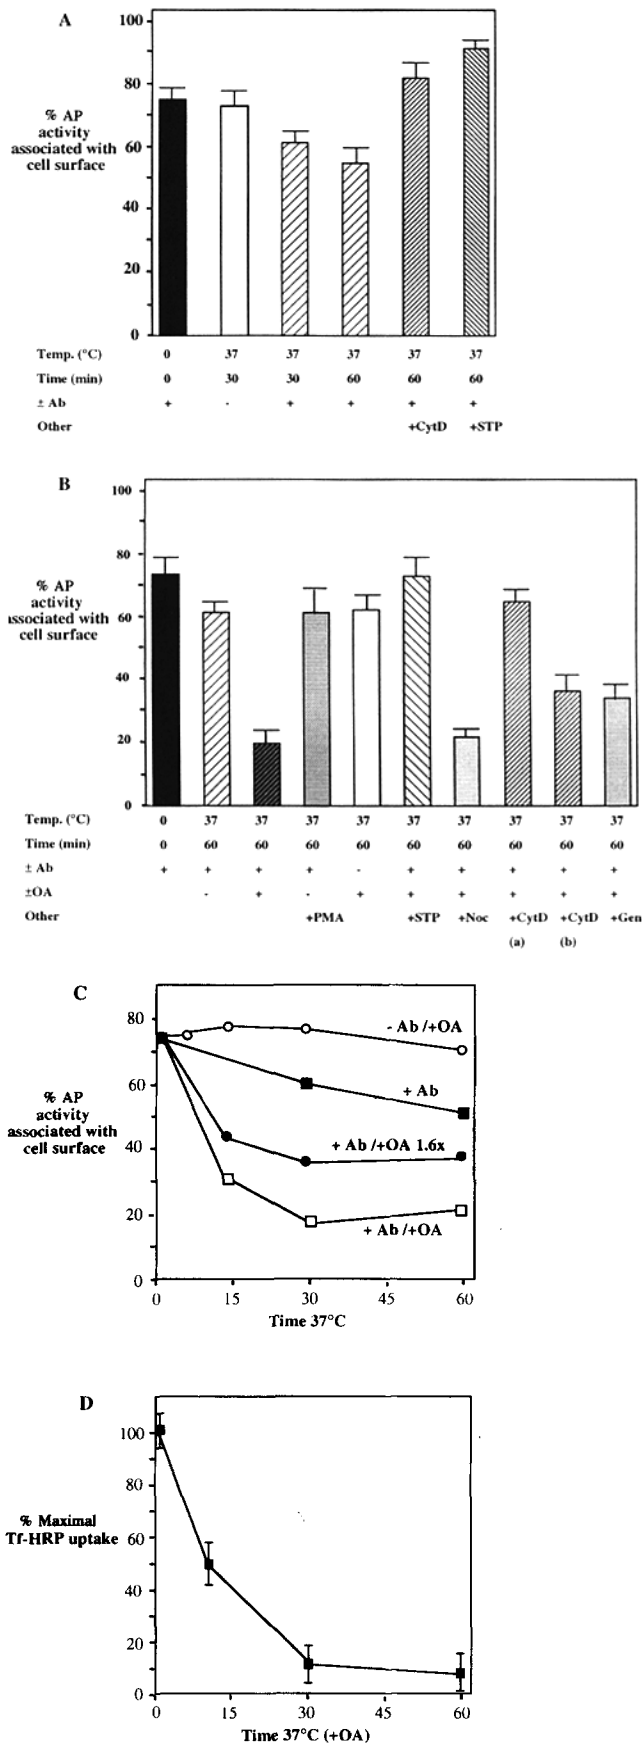 A
100
80
60
40
20
0
% AP
activity
associated with
cell surface
Temp. (°C) 0 37 37 37 37 37
Time (min) 0 30 30 60 60 60
± Ab + - + + + +
Other +CytD +STP
B
100
80
60
40
20
0
% AP
activity
ssociated with
cell surface
Temp. (°C) 0 37 37 37 37 37 37 37 37 37
Time (min) 0 60 60 60 60 60 60 60 60 60
± Ab + + + + - + + + + +
±OA - + - + + + + + +
Other +PMA +STP +Noc +CytD +CytD +Gen
(a) (b)
C
80
60
40
20
0
% AP
activity
associated with
cell surface
- Ab /+OA
+ Ab
+ Ab /+OA 1.6x
+ Ab /+OA
0 15 30 45 60
Time 37°C
D
100
80
60
40
20
0
% Maximal
Tf-HRP uptake
0 15 30 45 60
Time 37°C (+OA)